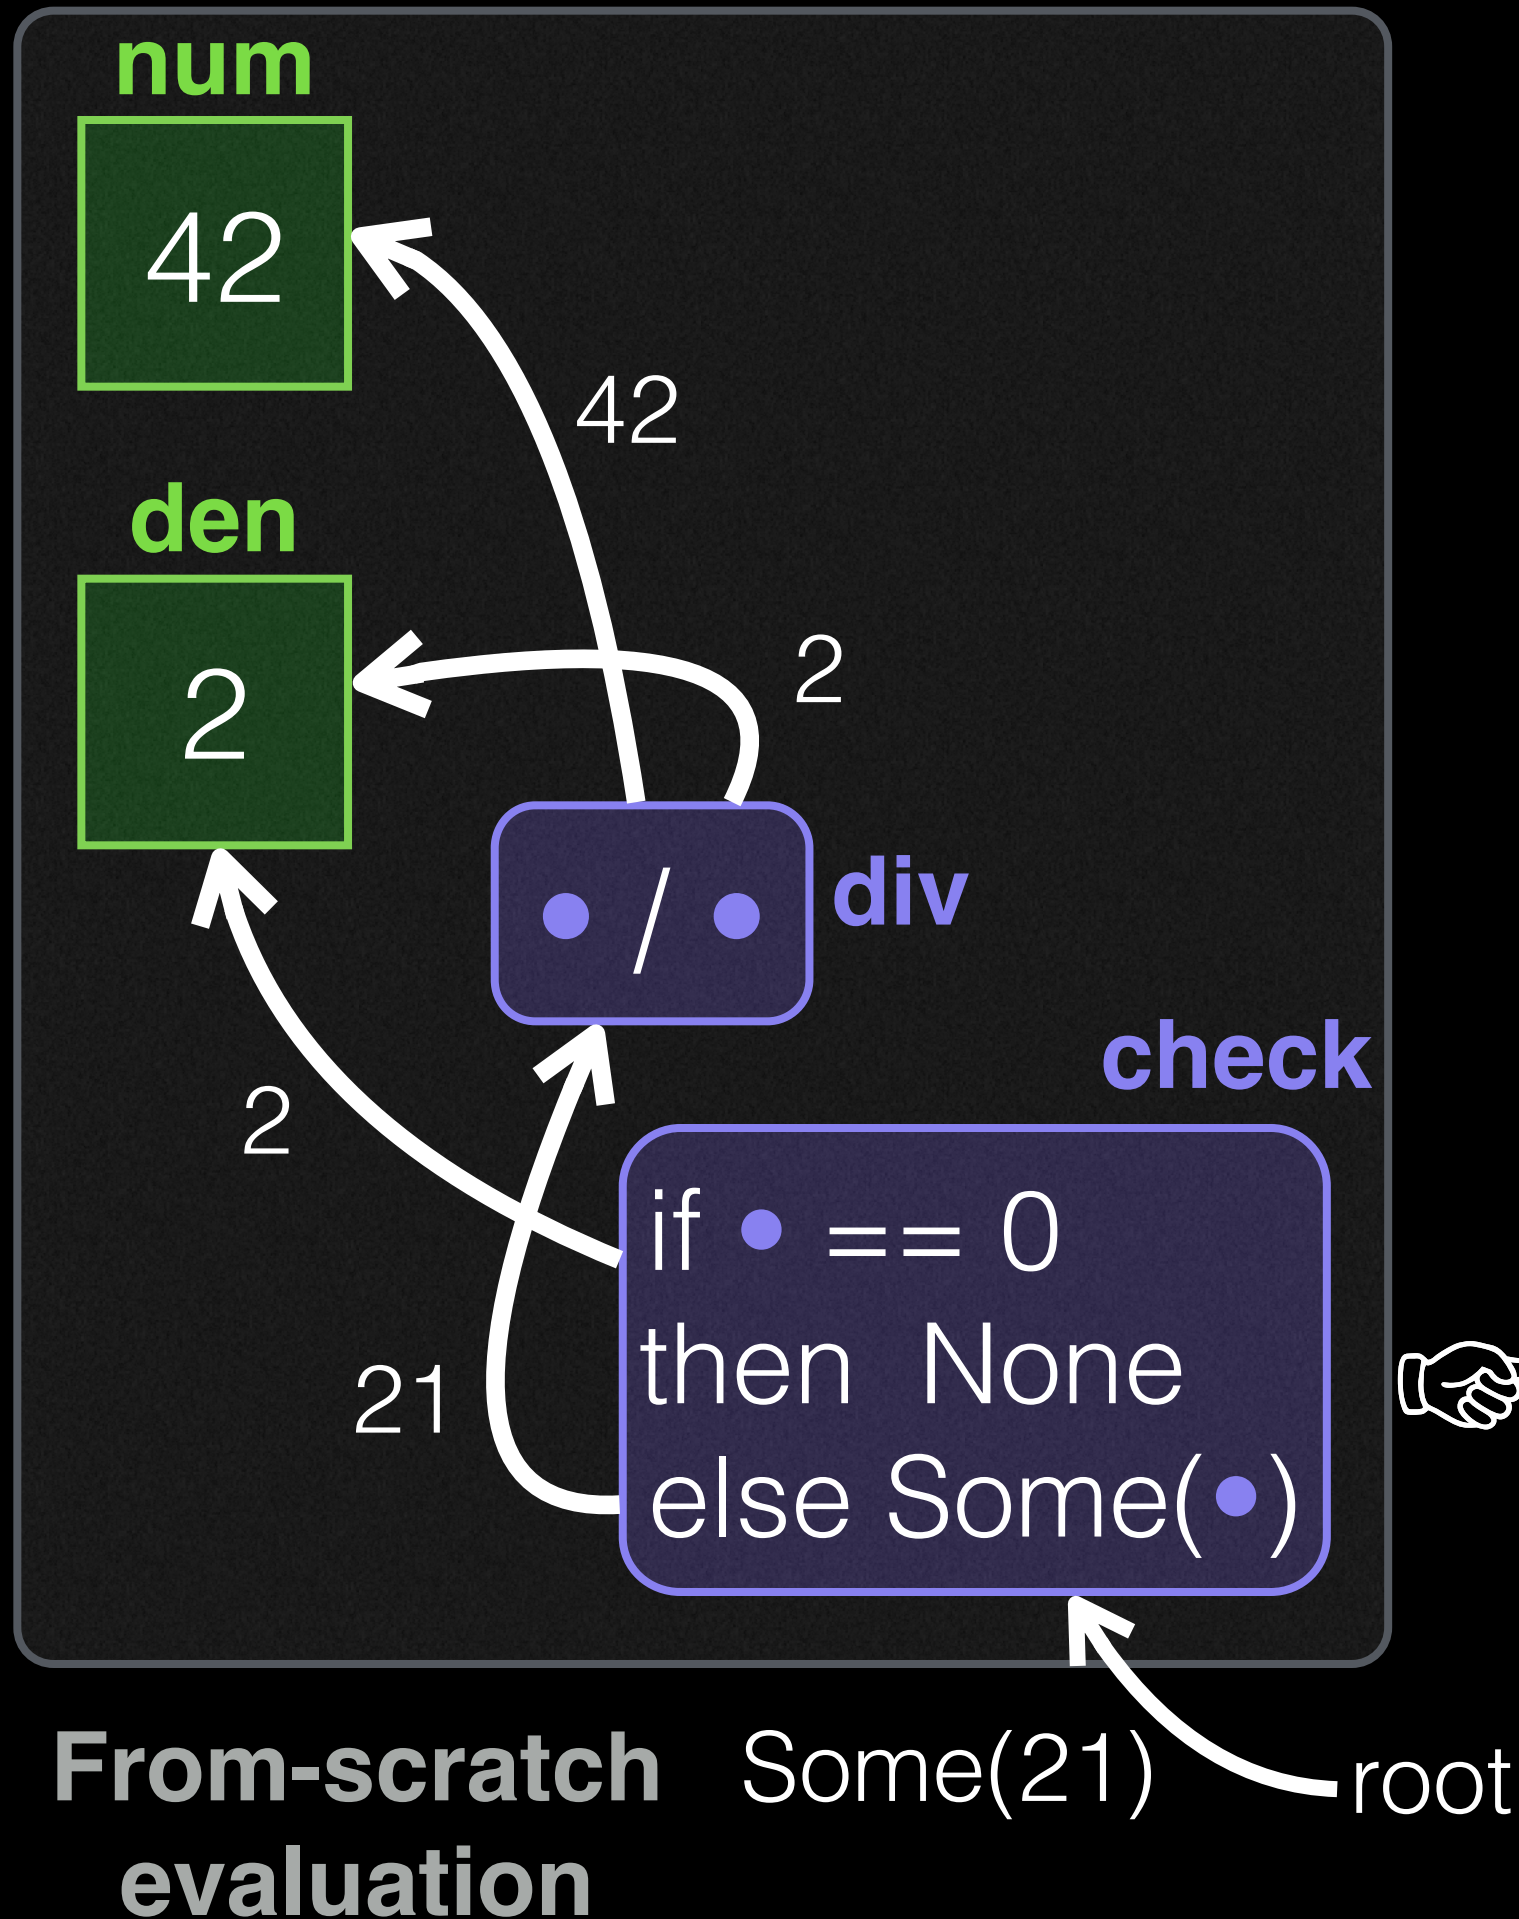 num
42
42
den
2
2
• / •
div
check
2
if • == 0
then None
21
else Some(•)
Some(21)
root
From-scratch
evaluation